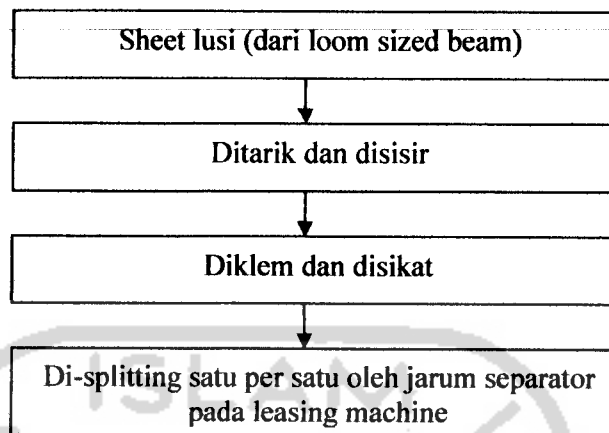 Sheet lusi (dari loom sized beam)
Ditarik dan disisir
Diklem dan disikat
Di-splitting satu per satu oleh jarum separator
pada leasing machine
ISLAM